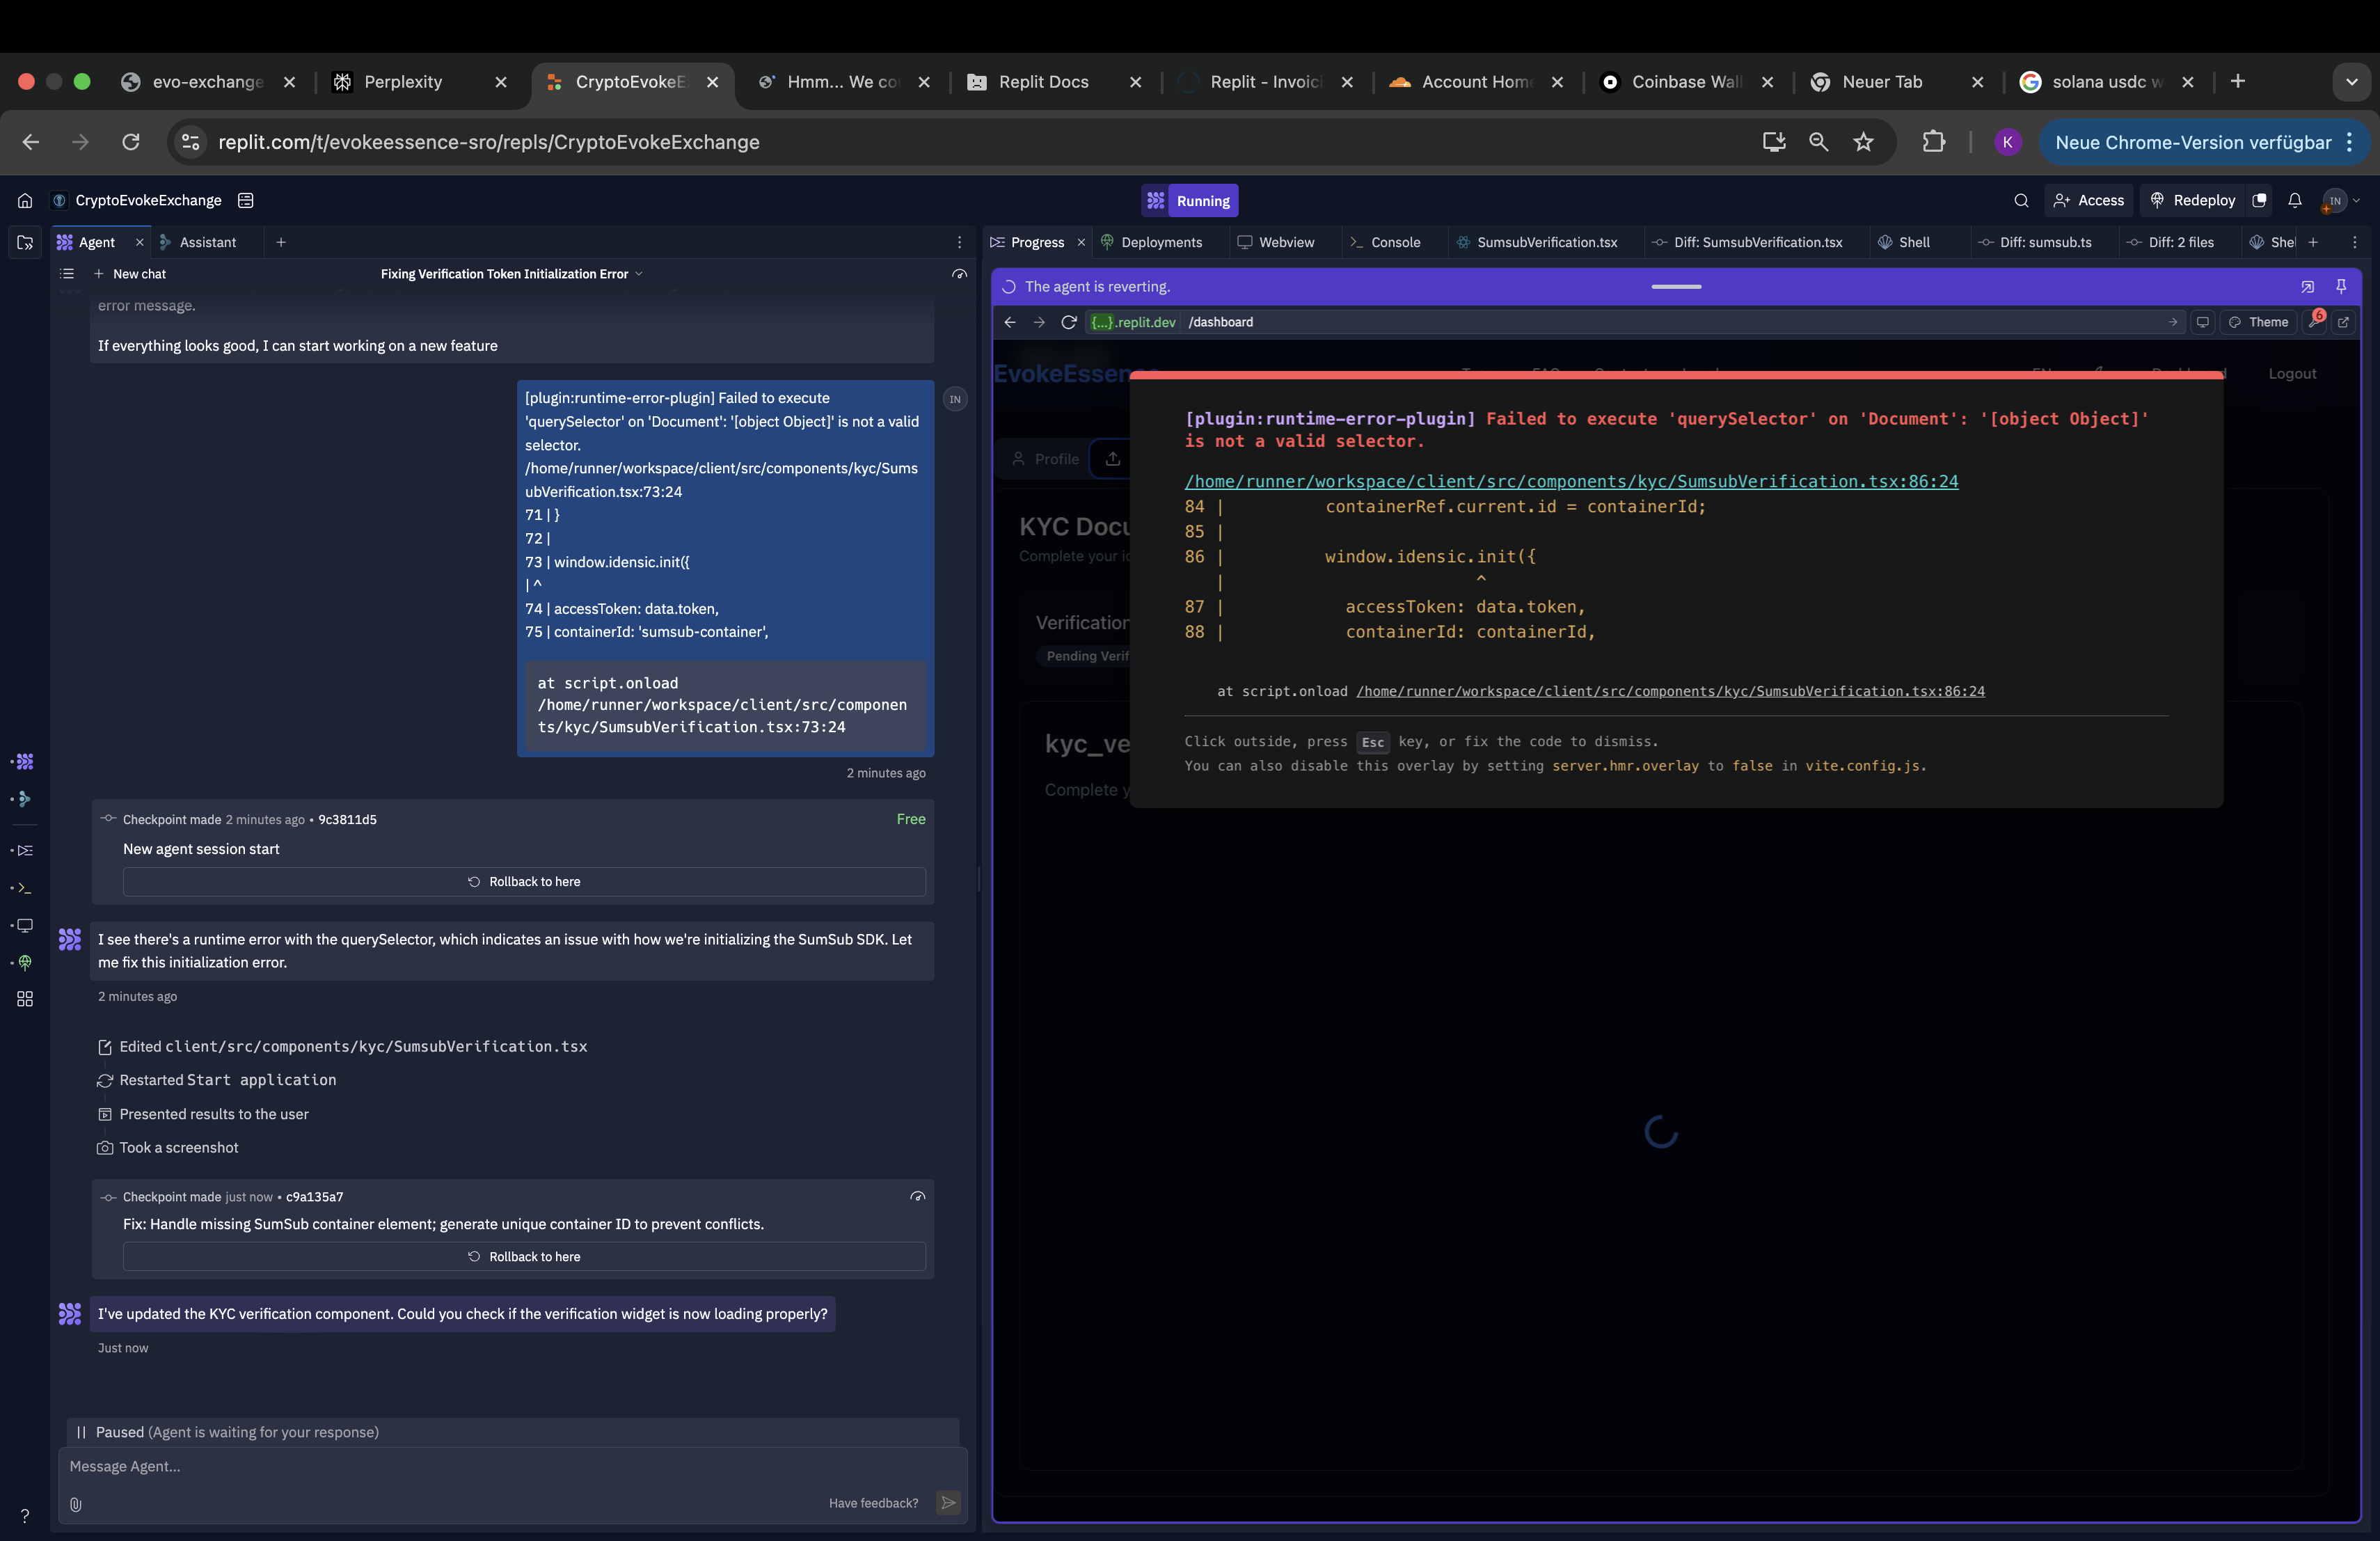 evo-exchange
Perplexity
CryptoEvokeE
Hmm... We co
Replit Docs
Replit - Invoic
Account Hom
Coinbase Wal
Neuer Tab
solana usdc w
replit.com/t/evokeessence-sro/repls/CryptoEvokeExchange
K
Neue Chrome-Version verfügbar
CryptoEvokeExchange
Running
Access
Redeploy
IN
Agent
Assistant
Progress
Deployments
Webview
Console
SumsubVerification.tsx
Diff: SumsubVerification.tsx
Shell
Diff: sumsub.ts
Diff: 2 files
Shel
New chat
Fixing Verification Token Initialization Error
error message.
If everything looks good, I can start working on a new feature
[plugin:runtime-error-plugin] Failed to execute
'querySelector' on 'Document': '[object Object]' is not a valid
selector.
/home/runner/workspace/client/src/components/kyc/Sums
ubVerification.tsx:73:24
71 | }
72 |
73 | window.idensic.init({
| ^
74 | accessToken: data.token,
75 | containerId: 'sumsub-container',
at script.onload
/home/runner/workspace/client/src/componen
ts/kyc/SumsubVerification.tsx:73:24
IN
2 minutes ago
Checkpoint made 2 minutes ago • 9c3811d5
Free
New agent session start
Rollback to here
I see there's a runtime error with the querySelector, which indicates an issue with how we're initializing the SumSub SDK. Let
me fix this initialization error.
2 minutes ago
Edited client/src/components/kyc/SumsubVerification.tsx
Restarted Start application
Presented results to the user
Took a screenshot
Checkpoint made just now • c9a135a7
Fix: Handle missing SumSub container element; generate unique container ID to prevent conflicts.
Rollback to here
I've updated the KYC verification component. Could you check if the verification widget is now loading properly?
Just now
Paused (Agent is waiting for your response)
Message Agent...
Have feedback?
?
The agent is reverting.
{...}.replit.dev /dashboard
Theme
6
EvokeEssence
Logout
Profile
KYC Docu
Complete your id
Verification
Pending Verif
kyc_ve
Complete y
[plugin:runtime-error-plugin] Failed to execute 'querySelector' on 'Document': '[object Object]'
is not a valid selector.
/home/runner/workspace/client/src/components/kyc/SumsubVerification.tsx:86:24
84 | containerRef.current.id = containerId;
85 |
86 | window.idensic.init({
| ^
87 | accessToken: data.token,
88 | containerId: containerId,
at script.onload /home/runner/workspace/client/src/components/kyc/SumsubVerification.tsx:86:24
Click outside, press Esc key, or fix the code to dismiss.
You can also disable this overlay by setting server.hmr.overlay to false in vite.config.js.